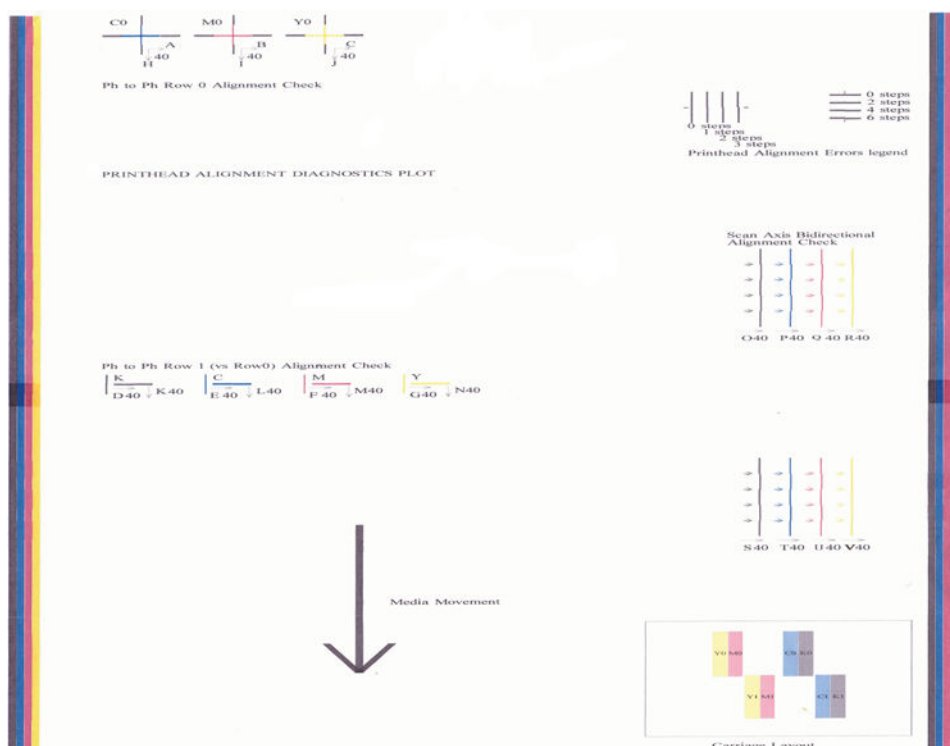 C0 M0 Y0
A B C
40 40 40
H I J
Ph to Ph Row 0 Alignment Check
0 steps
1 steps
2 steps
3 steps
0 steps
2 steps
4 steps
6 steps
Printhead Alignment Errors legend
PRINTHEAD ALIGNMENT DIAGNOSTICS PLOT
Scan Axis Bidirectional
Alignment Check
O40 P40 Q40 R40
Ph to Ph Row 1 (vs Row0) Alignment Check
K C M Y
D40 K40 E40 L40 F40 M40 G40 N40
S40 T40 U40 V40
Media Movement
Y0 M0 C0 K0
Y1 M1 C1 K1
Carriage Layout